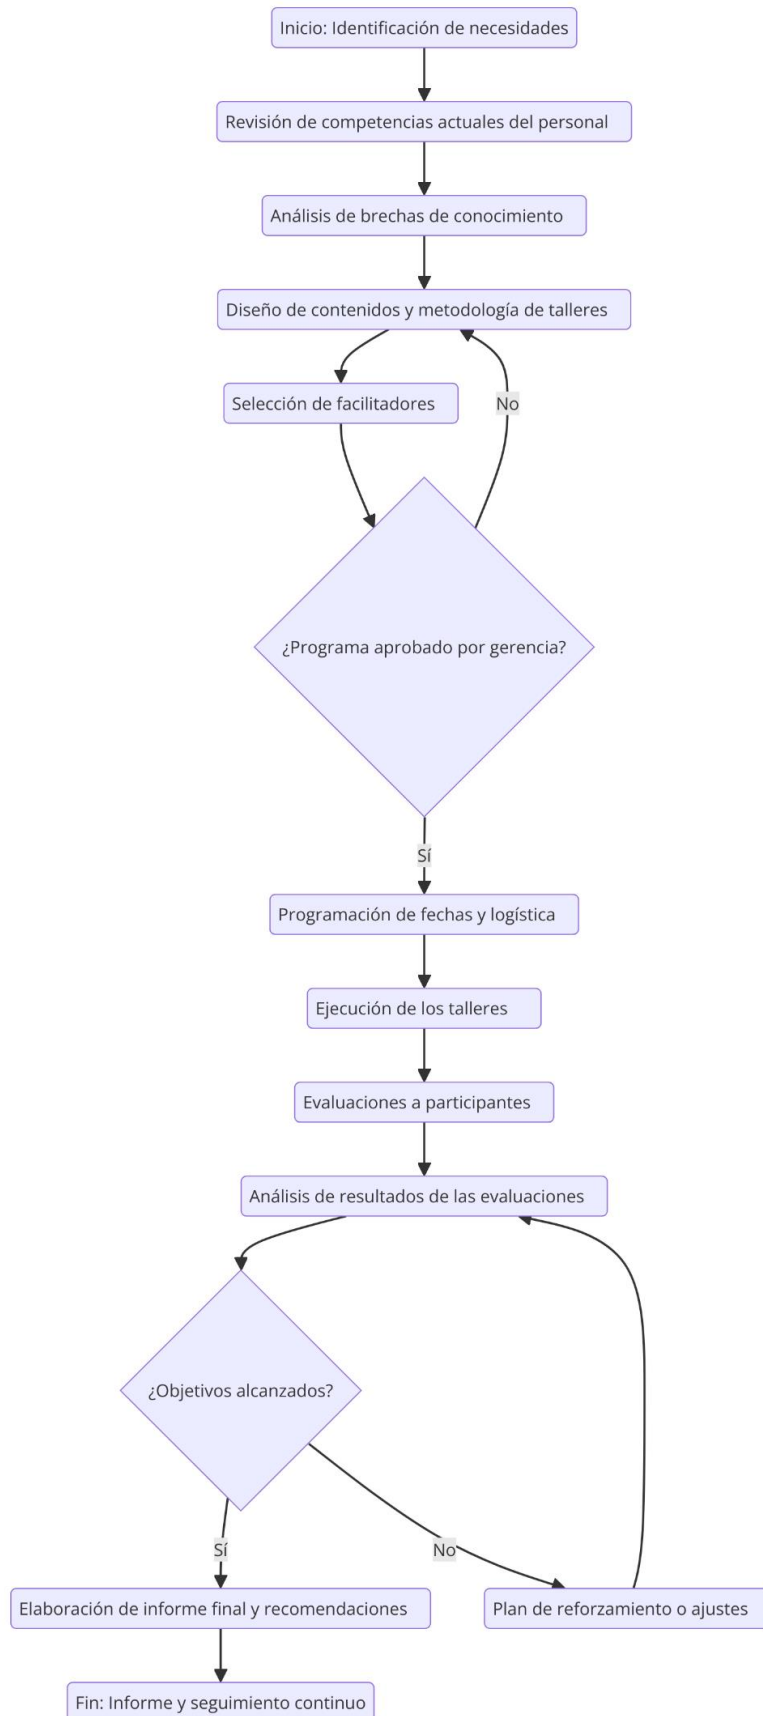 Inicio: Identificación de necesidades
Revisión de competencias actuales del personal
Análisis de brechas de conocimiento
Diseño de contenidos y metodología de talleres
Selección de facilitadores
No
¿Programa aprobado por gerencia?
Sí
Programación de fechas y logística
Ejecución de los talleres
Evaluaciones a participantes
Análisis de resultados de las evaluaciones
¿Objetivos alcanzados?
Sí
No
Elaboración de informe final y recomendaciones
Plan de reforzamiento o ajustes
Fin: Informe y seguimiento continuo